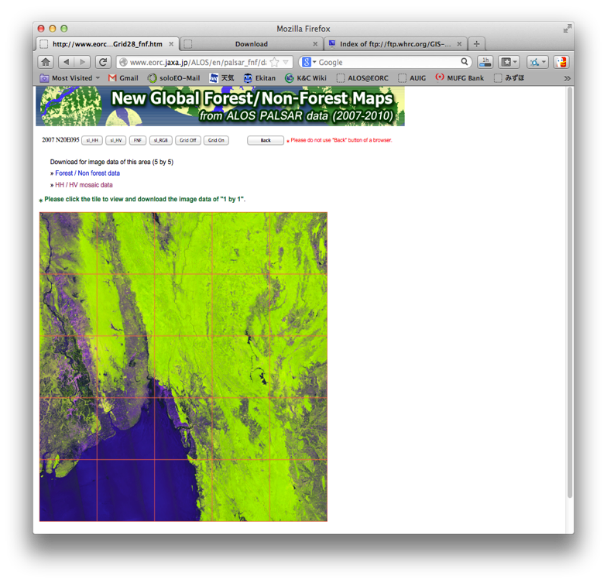 Mozilla Firefox
http://www.eorc...Grid28_fnf.htm
Download
Index of ftp://ftp.whrc.org/GIS-...
www.eorc.jaxa.jp/ALOS/en/palsar_fnf/d
Google
Most Visited
Gmail
soloEO-Mail
天気
Ekitan
K&C Wiki
ALOS@EORC
AUIG
MUFG Bank
みずほ
New Global Forest/Non-Forest Maps
from ALOS PALSAR data (2007-2010)
2007 N20E095 sl_HH sl_HV FNF sl_RGB Grid Off Grid On Back * Please do not use "Back" button of a browser.
Download for image data of this area (5 by 5)
» Forest / Non forest data
» HH / HV mosaic data
* Please click the tile to view and download the image data of "1 by 1".